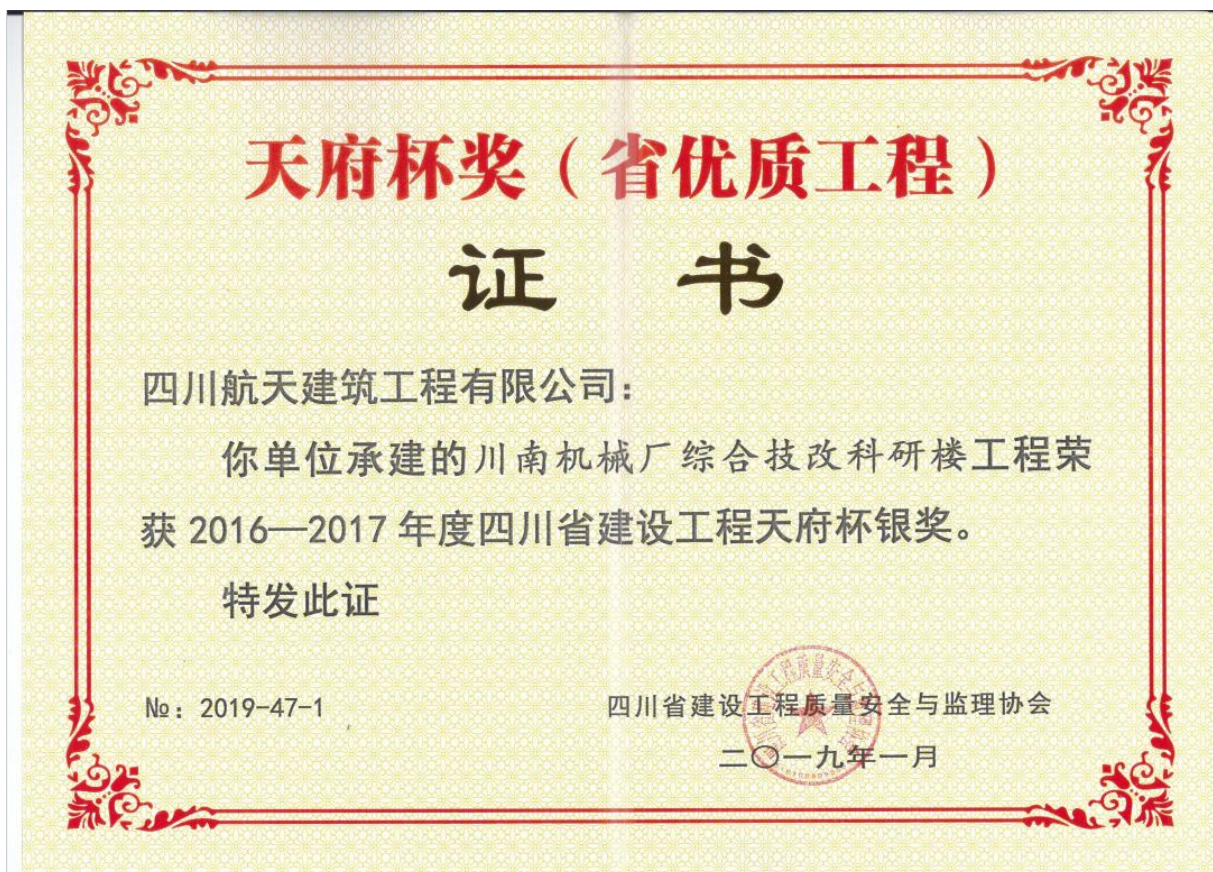 天府杯奖（省优质工程）
证 书
四川航天建筑工程有限公司：
你单位承建的川南机械厂综合技改科研楼工程荣
获 2016—2017 年度四川省建设工程天府杯银奖。
特发此证
№：2019-47-1
四川省建设工程质量安全与监理协会
二〇一九年一月